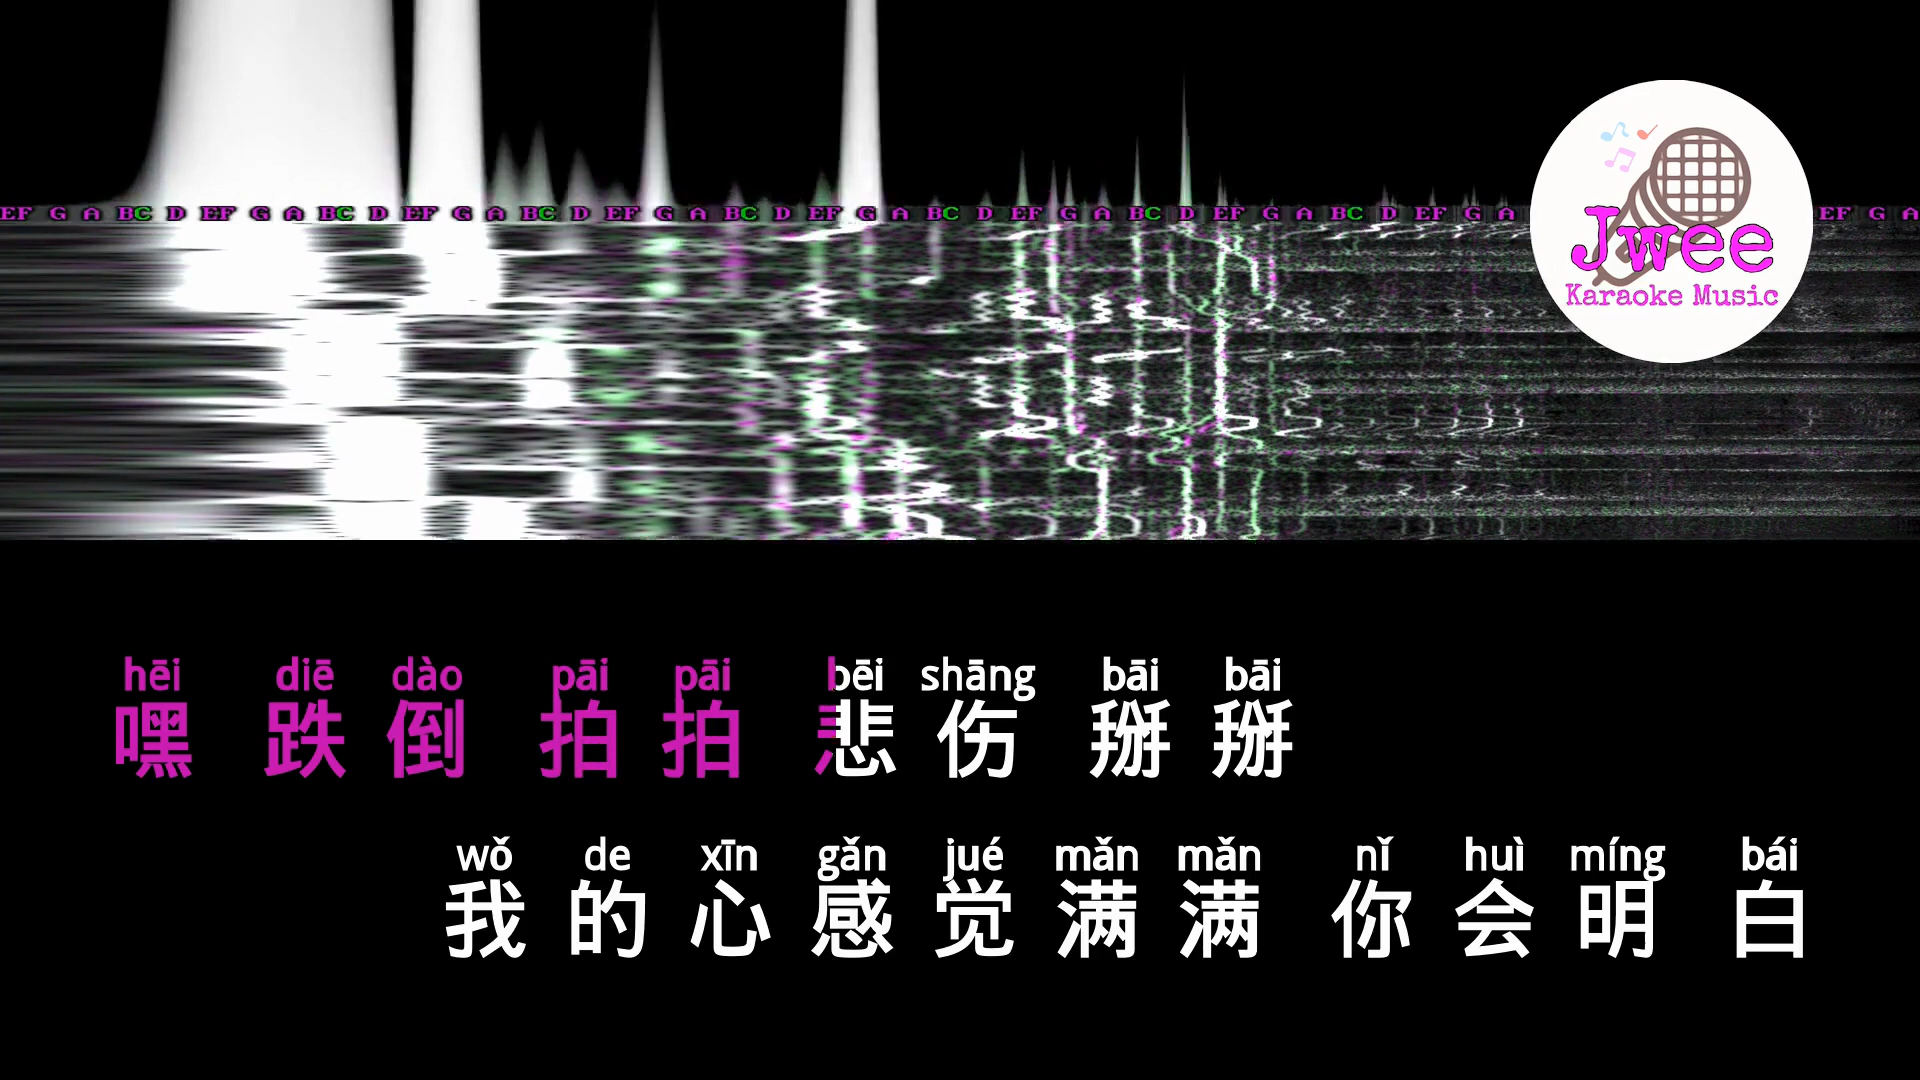 EF G A BC D EF G A BC D EF G A BC D EF G A BC D EF G A BC D EF G A BC D EF G A BC D EF G A EF G A
Jwee
Karaoke Music
hēi diē dào pāi pāi bēi shāng bāi bāi
嘿 跌 倒 拍 拍 悲 伤 掰 掰
wǒ de xīn gǎn jué mǎn mǎn nǐ huì míng bái
我 的 心 感 觉 满 满 你 会 明 白